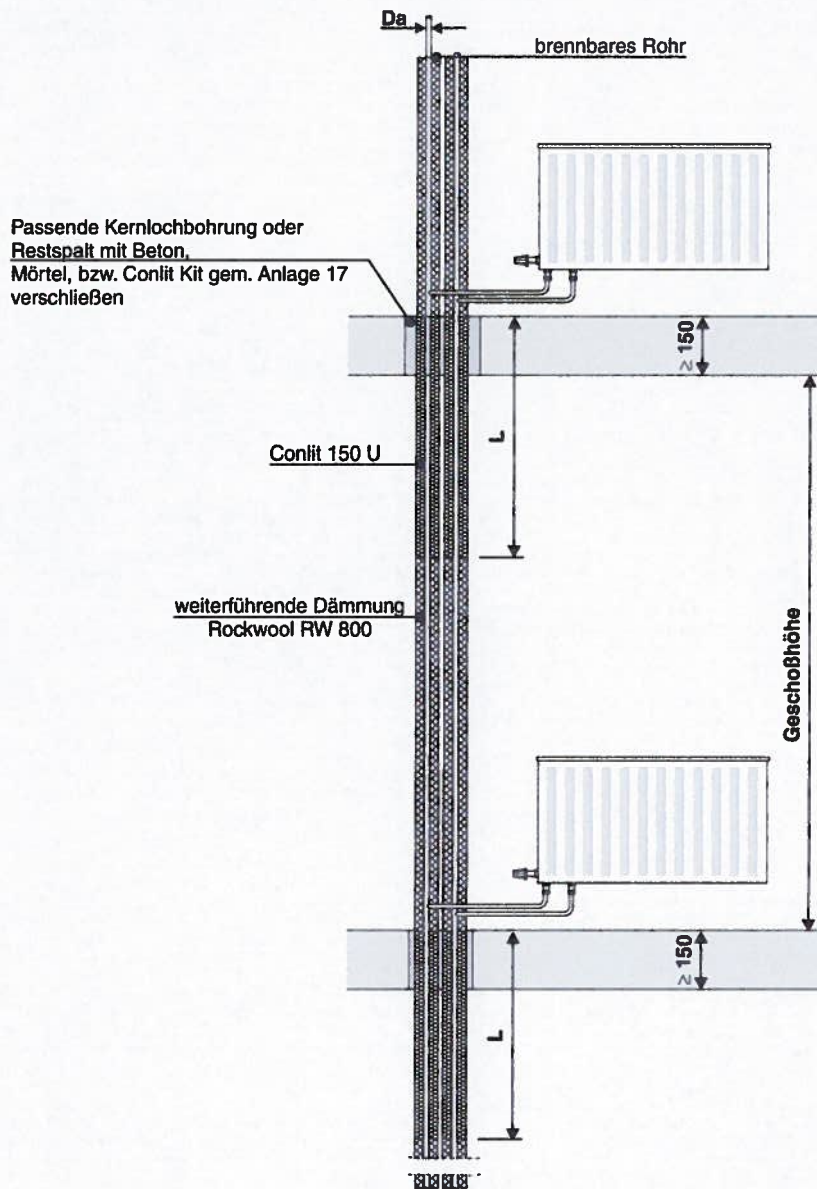 Da
brennbares Rohr
Passende Kernlochbohrung oder
Restspalt mit Beton,
Mörtel, bzw. Conlit Kit gem. Anlage 17
verschließen
≥ 150
L
Conlit 150 U
weiterführende Dämmung
Rockwool RW 800
Geschoßhöhe
≥ 150
L